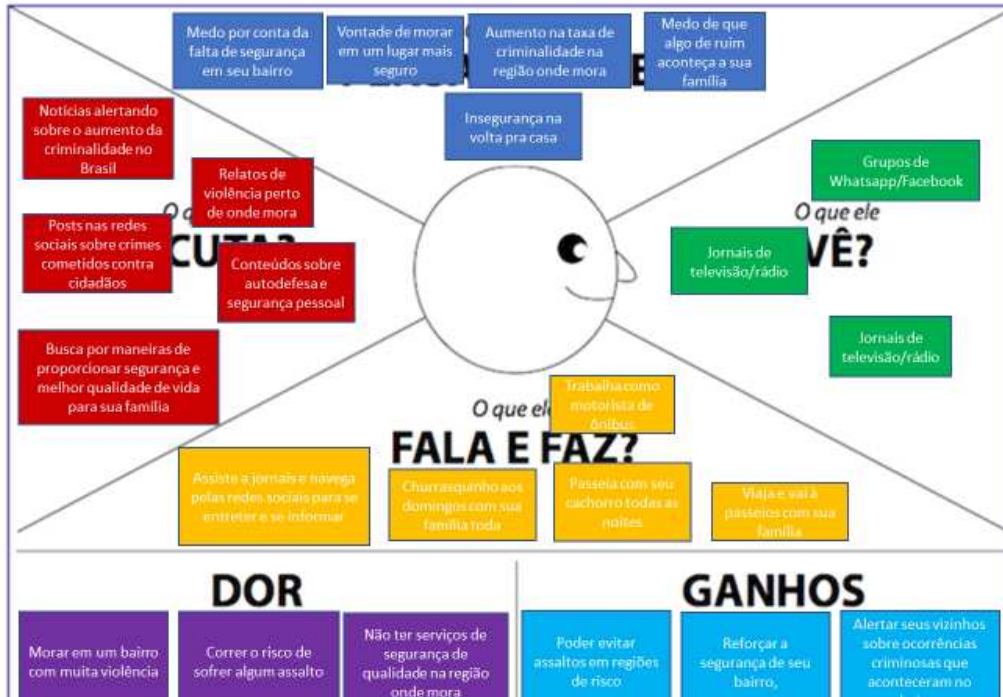 Medo por conta da
falta de segurança
em seu bairro
Vontade de morar
em um lugar mais
seguro
Aumento na taxa de
criminalidade na
região onde mora
Medo de que
algo de ruim
aconteça a sua
família
Insegurança na
volta pra casa
Notícias alertando
sobre o aumento da
criminalidade no
Brasil
Relatos de
violência perto
de onde mora
Posts nas redes
sociais sobre crimes
cometidos contra
cidadãos
CUTA?
Conteúdos sobre
autodefesa e
segurança pessoal
Busca por maneiras de
proporcionar segurança e
melhor qualidade de vida
para sua família
Grupos de
Whatsapp/Facebook
O que ele
VÊ?
Jornais de
televisão/rádio
Jornais de
televisão/rádio
O que ele
FALA E FAZ?
Trabalha como
motorista de
ônibus
Assiste a jornais e navega
pelas redes sociais para se
entreter e se informar
Churrasquinho aos
domingos com sua
família toda
Passeia com seu
cachorro todas as
noites
Viaja e vai à
passeios com sua
família
DOR
Morar em um bairro
com muita violência
Correr o risco de
sofrer algum assalto
Não ter serviços de
segurança de
qualidade na região
onde mora
GANHOS
Poder evitar
assaltos em regiões
de risco
Reforçar a
segurança de seu
bairro,
Alertar seus vizinhos
sobre ocorrências
criminosas que
aconteceram no